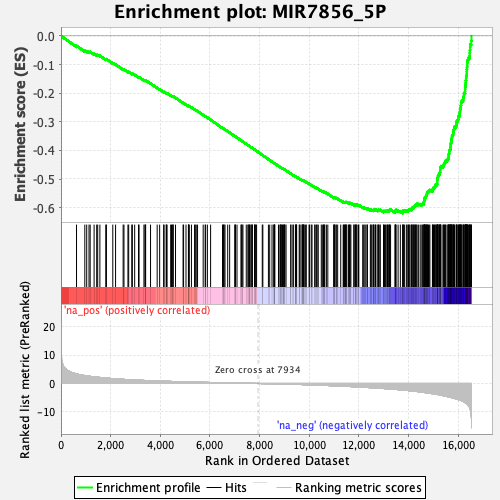 Enrichment plot: MIR7856_5P
Enrichment score (ES)
0.0
-0.1
-0.2
-0.3
-0.4
-0.5
-0.6
'na_pos' (positively correlated)
Ranked list metric (PreRanked)
20
10
0
-10
Zero cross at 7934
'na_neg' (negatively correlated)
0
2,000
4,000
6,000
8,000
10,000
12,000
14,000
16,000
Rank in Ordered Dataset
Enrichment profile
Hits
Ranking metric scores